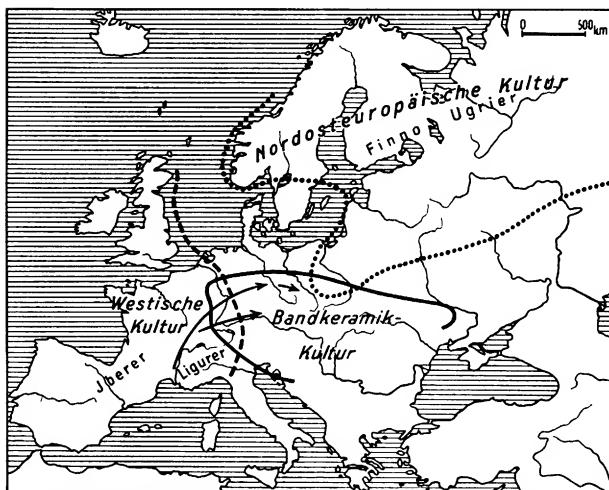 0 500km
Nordosteuropäische Kultur
Finno-Ugrier
Westische
Kultur
Bandkeramik-
Kultur
Jberer
Ligurer